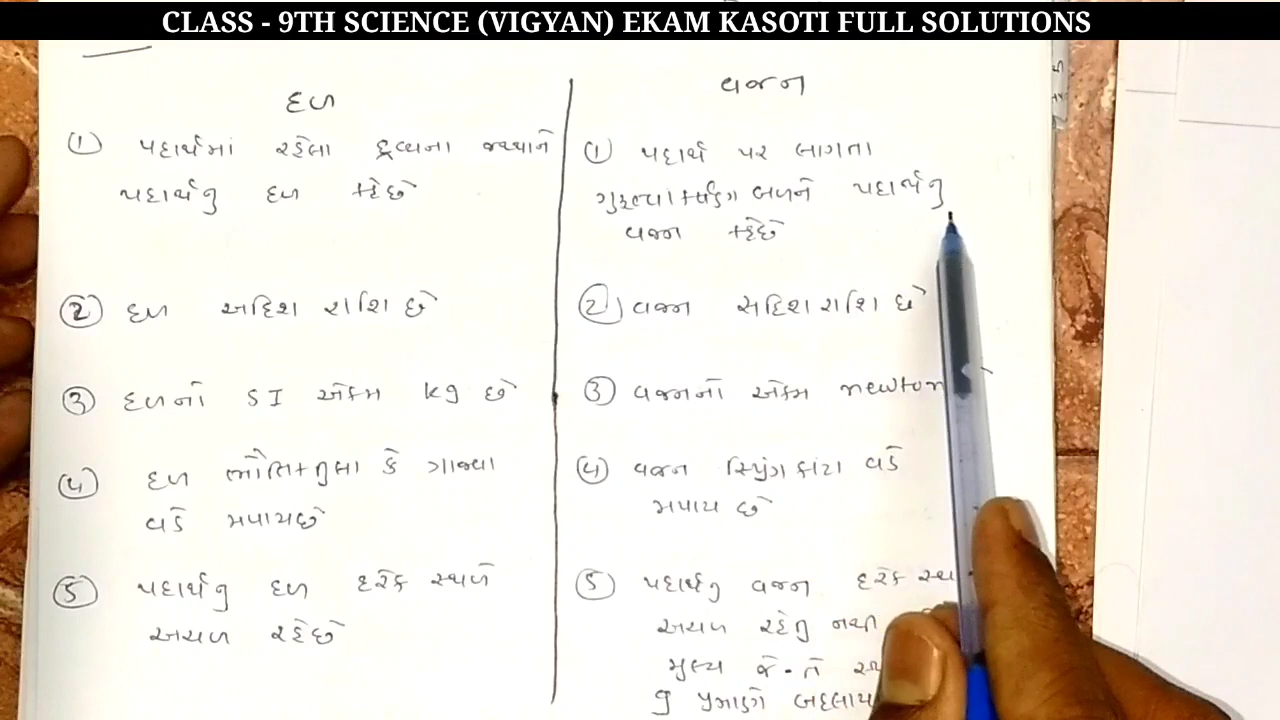 CLASS - 9TH SCIENCE (VIGYAN) EKAM KASOTI FULL SOLUTIONS
દળ
① પદાર્થમાં રહેલા દ્રવ્યના જથ્થાને
પદાર્થનુ દળ કહેછે
② દળ અદિશ રાશિ છે
③ દળનો SI એકમ kg છે
④ દળ ભૌતિકતુલા કે ગાજવા
વડે મપાયછે
⑤ પદાર્થનુ દળ દરેક સ્થળે
અચળ રહેછે
વજન
① પદાર્થ પર લાગતા
ગુરુત્વાકર્ષણ બળને પદાર્થનુ
વજન કહેછે
② વજન સદિશ રાશિ છે
③ વજનનો એકમ newton
④ વજન સ્પ્રિંગ કાંટા વડે
મપાય છે
⑤ પદાર્થનુ વજન દરેક
અચળ રહેતુ નથી
મુલ્ય જે-તે
g પ્રમાણે